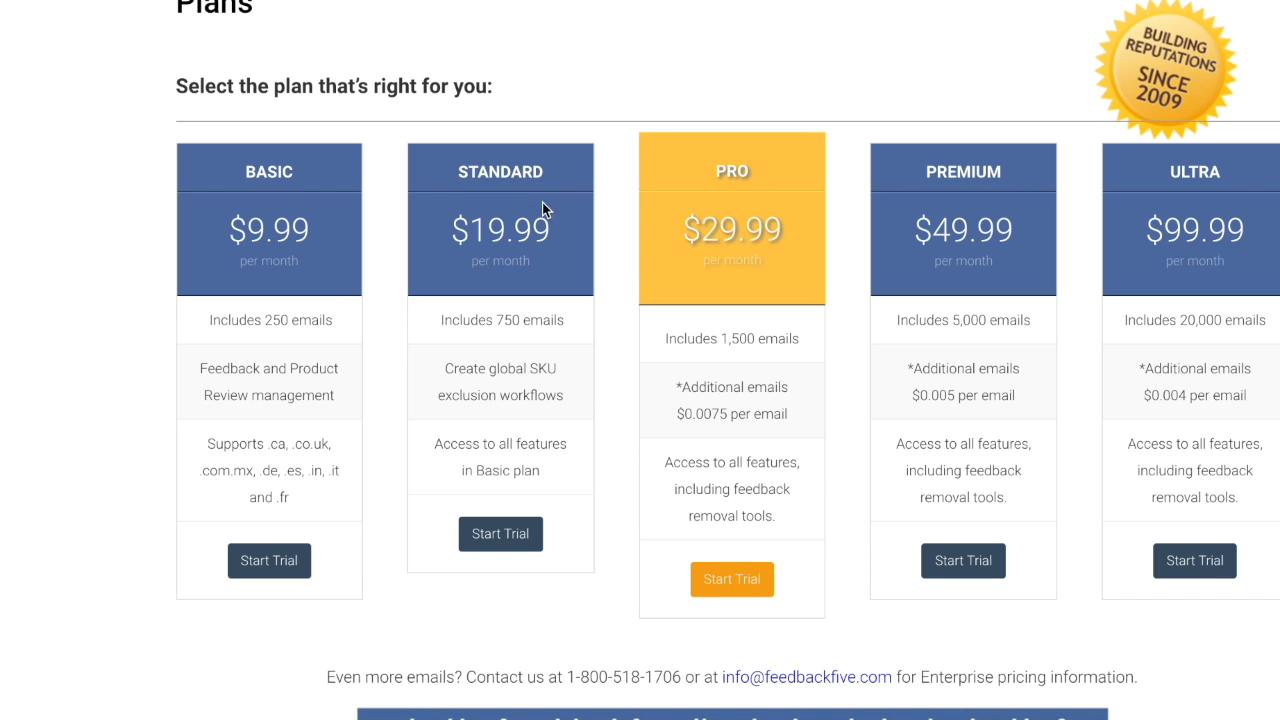 Plans
BUILDING
REPUTATIONS
SINCE
2009
Select the plan that’s right for you:
BASIC
$9.99
per month
Includes 250 emails
Feedback and Product
Review management
Supports .ca, .co.uk,
.com.mx, .de, .es, .in, .it
and .fr
Start Trial
STANDARD
$19.99
per month
Includes 750 emails
Create global SKU
exclusion workflows
Access to all features
in Basic plan
Start Trial
PRO
$29.99
per month
Includes 1,500 emails
*Additional emails
$0.0075 per email
Access to all features,
including feedback
removal tools.
Start Trial
PREMIUM
$49.99
per month
Includes 5,000 emails
*Additional emails
$0.005 per email
Access to all features,
including feedback
removal tools.
Start Trial
ULTRA
$99.99
per month
Includes 20,000 emails
*Additional emails
$0.004 per email
Access to all features,
including feedback
removal tools.
Start Trial
Even more emails? Contact us at 1-800-518-1706 or at info@feedbackfive.com for Enterprise pricing information.